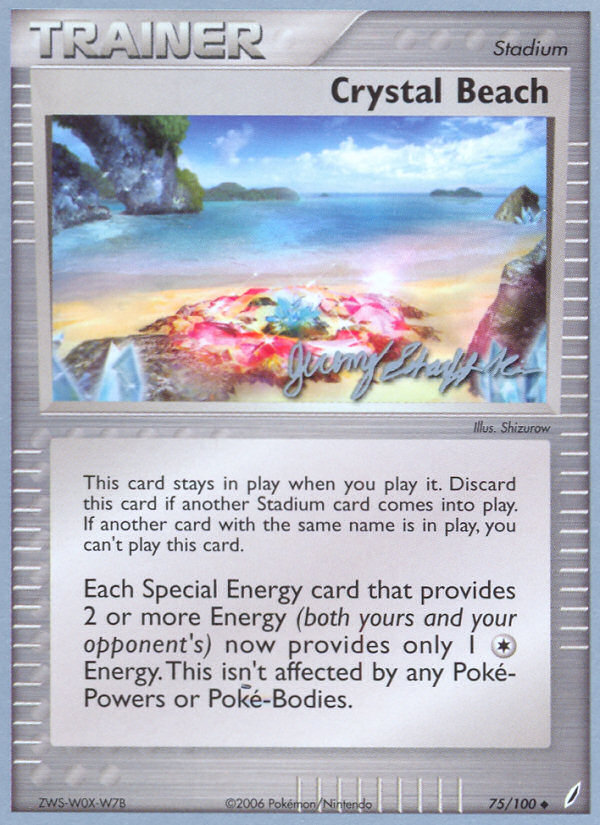 TRAINER
Stadium
Crystal Beach
Illus. Shizurow
This card stays in play when you play it. Discard
this card if another Stadium card comes into play.
If another card with the same name is in play, you
can't play this card.
Each Special Energy card that provides
2 or more Energy (both yours and your
opponent's) now provides only 1
Energy. This isn't affected by any Poké-
Powers or Poké-Bodies.
ZWS-W0X-W7B
©2006 Pokémon/Nintendo
75/100